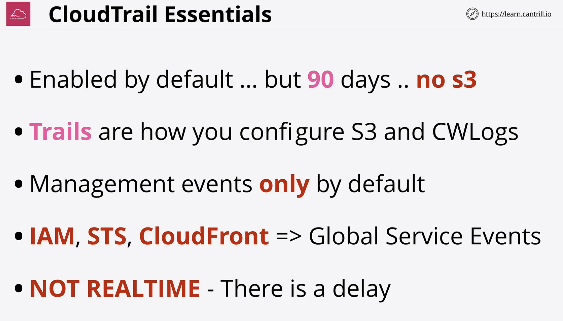 CloudTrail Essentials
https://learn.cantrill.io
• Enabled by default ... but 90 days .. no s3
• Trails are how you configure S3 and CWLogs
• Management events only by default
• IAM, STS, CloudFront => Global Service Events
• NOT REALTIME - There is a delay